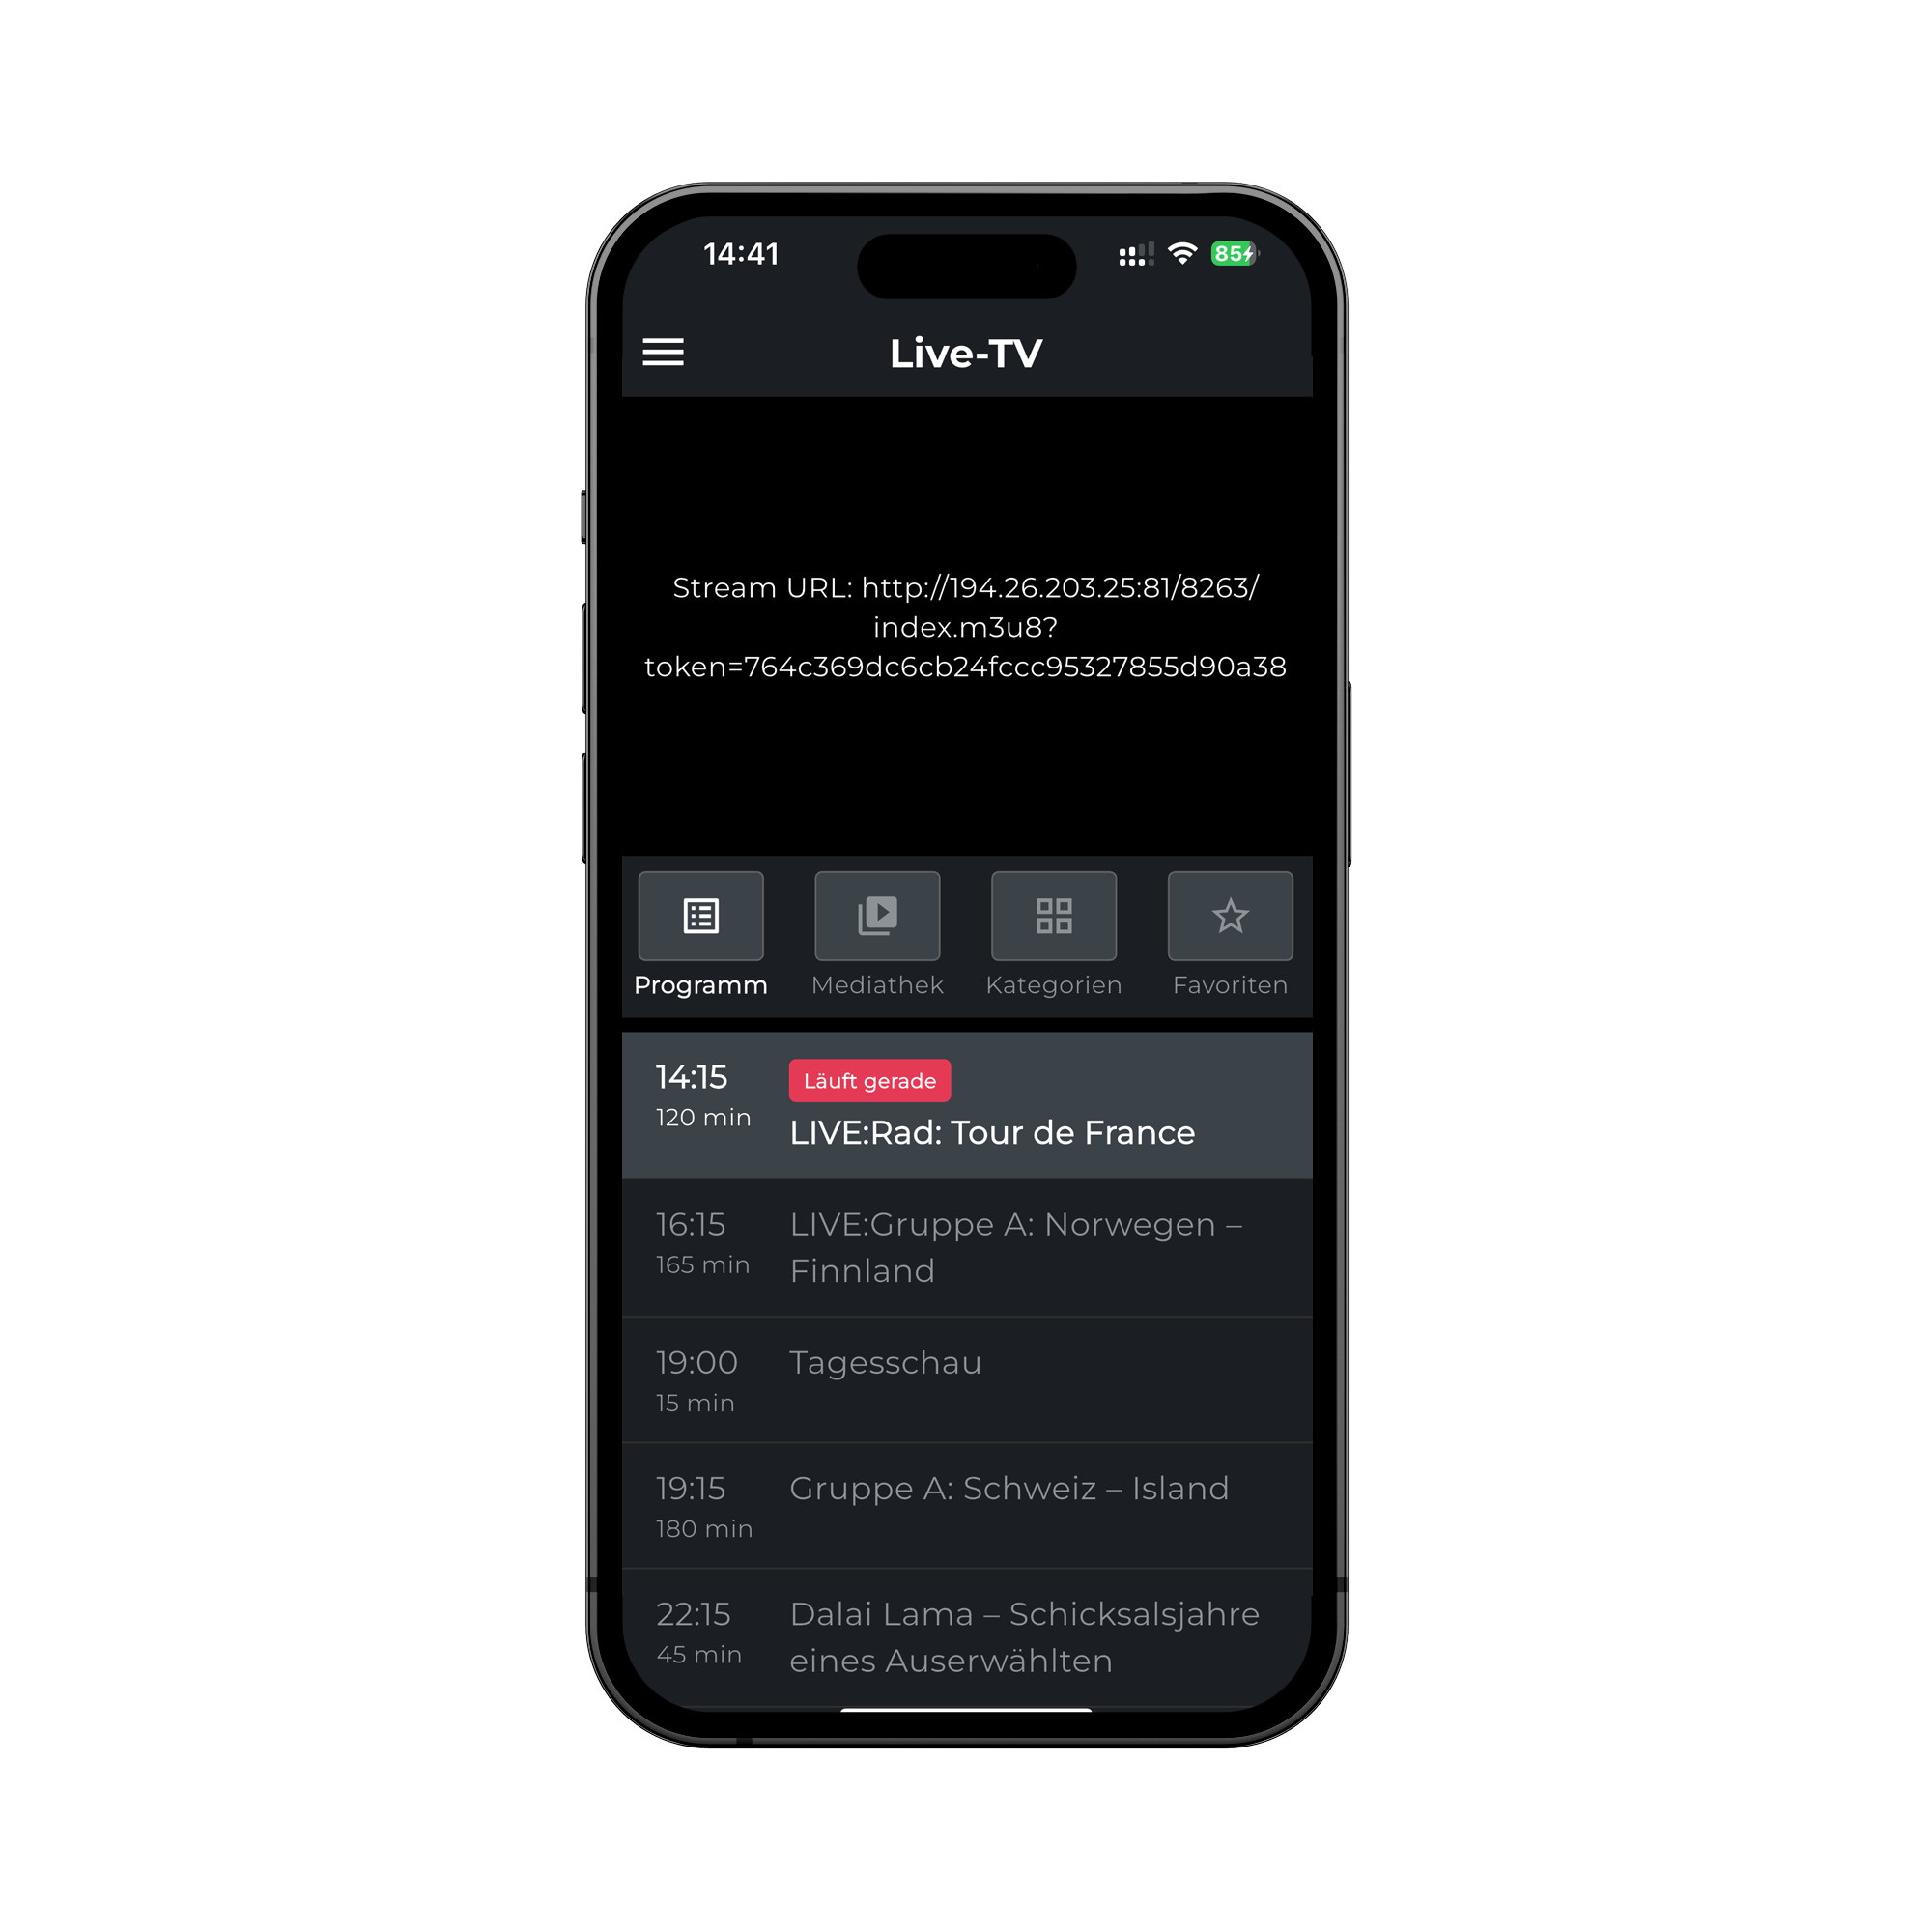 14:41
85
Live-TV
Stream URL: http://194.26.203.25:81/8263/
index.m3u8?
token=764c369dc6cb24fccc95327855d90a38
Programm
Mediathek
Kategorien
Favoriten
14:15
120 min
Läuft gerade
LIVE:Rad: Tour de France
16:15
165 min
LIVE:Gruppe A: Norwegen –
Finnland
19:00
15 min
Tagesschau
19:15
180 min
Gruppe A: Schweiz – Island
22:15
45 min
Dalai Lama – Schicksalsjahre
eines Auserwählten